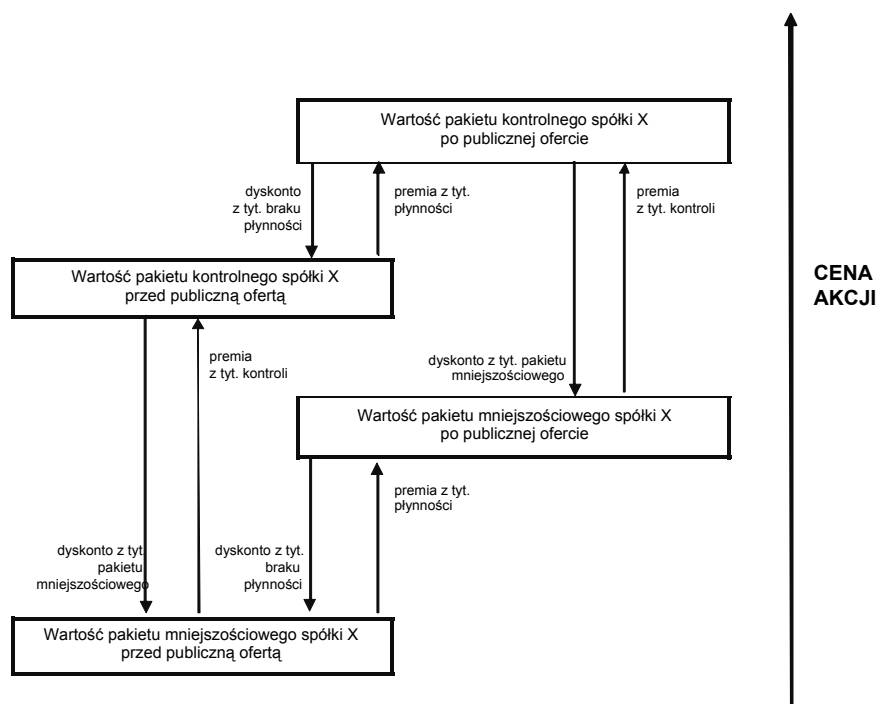 Wartość pakietu kontrolnego spółki X
po publicznej ofercie
dyskonto
z tyt. braku
płynności
premia z tyt.
płynności
premia
z tyt. kontroli
Wartość pakietu kontrolnego spółki X
przed publiczną ofertą
CENA
AKCJI
premia
z tyt. kontroli
dyskonto z tyt. pakietu
mniejszościowego
Wartość pakietu mniejszościowego spółki X
po publicznej ofercie
premia z tyt.
płynności
dyskonto z tyt.
pakietu
mniejszościowego
dyskonto z tyt.
braku
płynności
Wartość pakietu mniejszościowego spółki X
przed publiczną ofertą